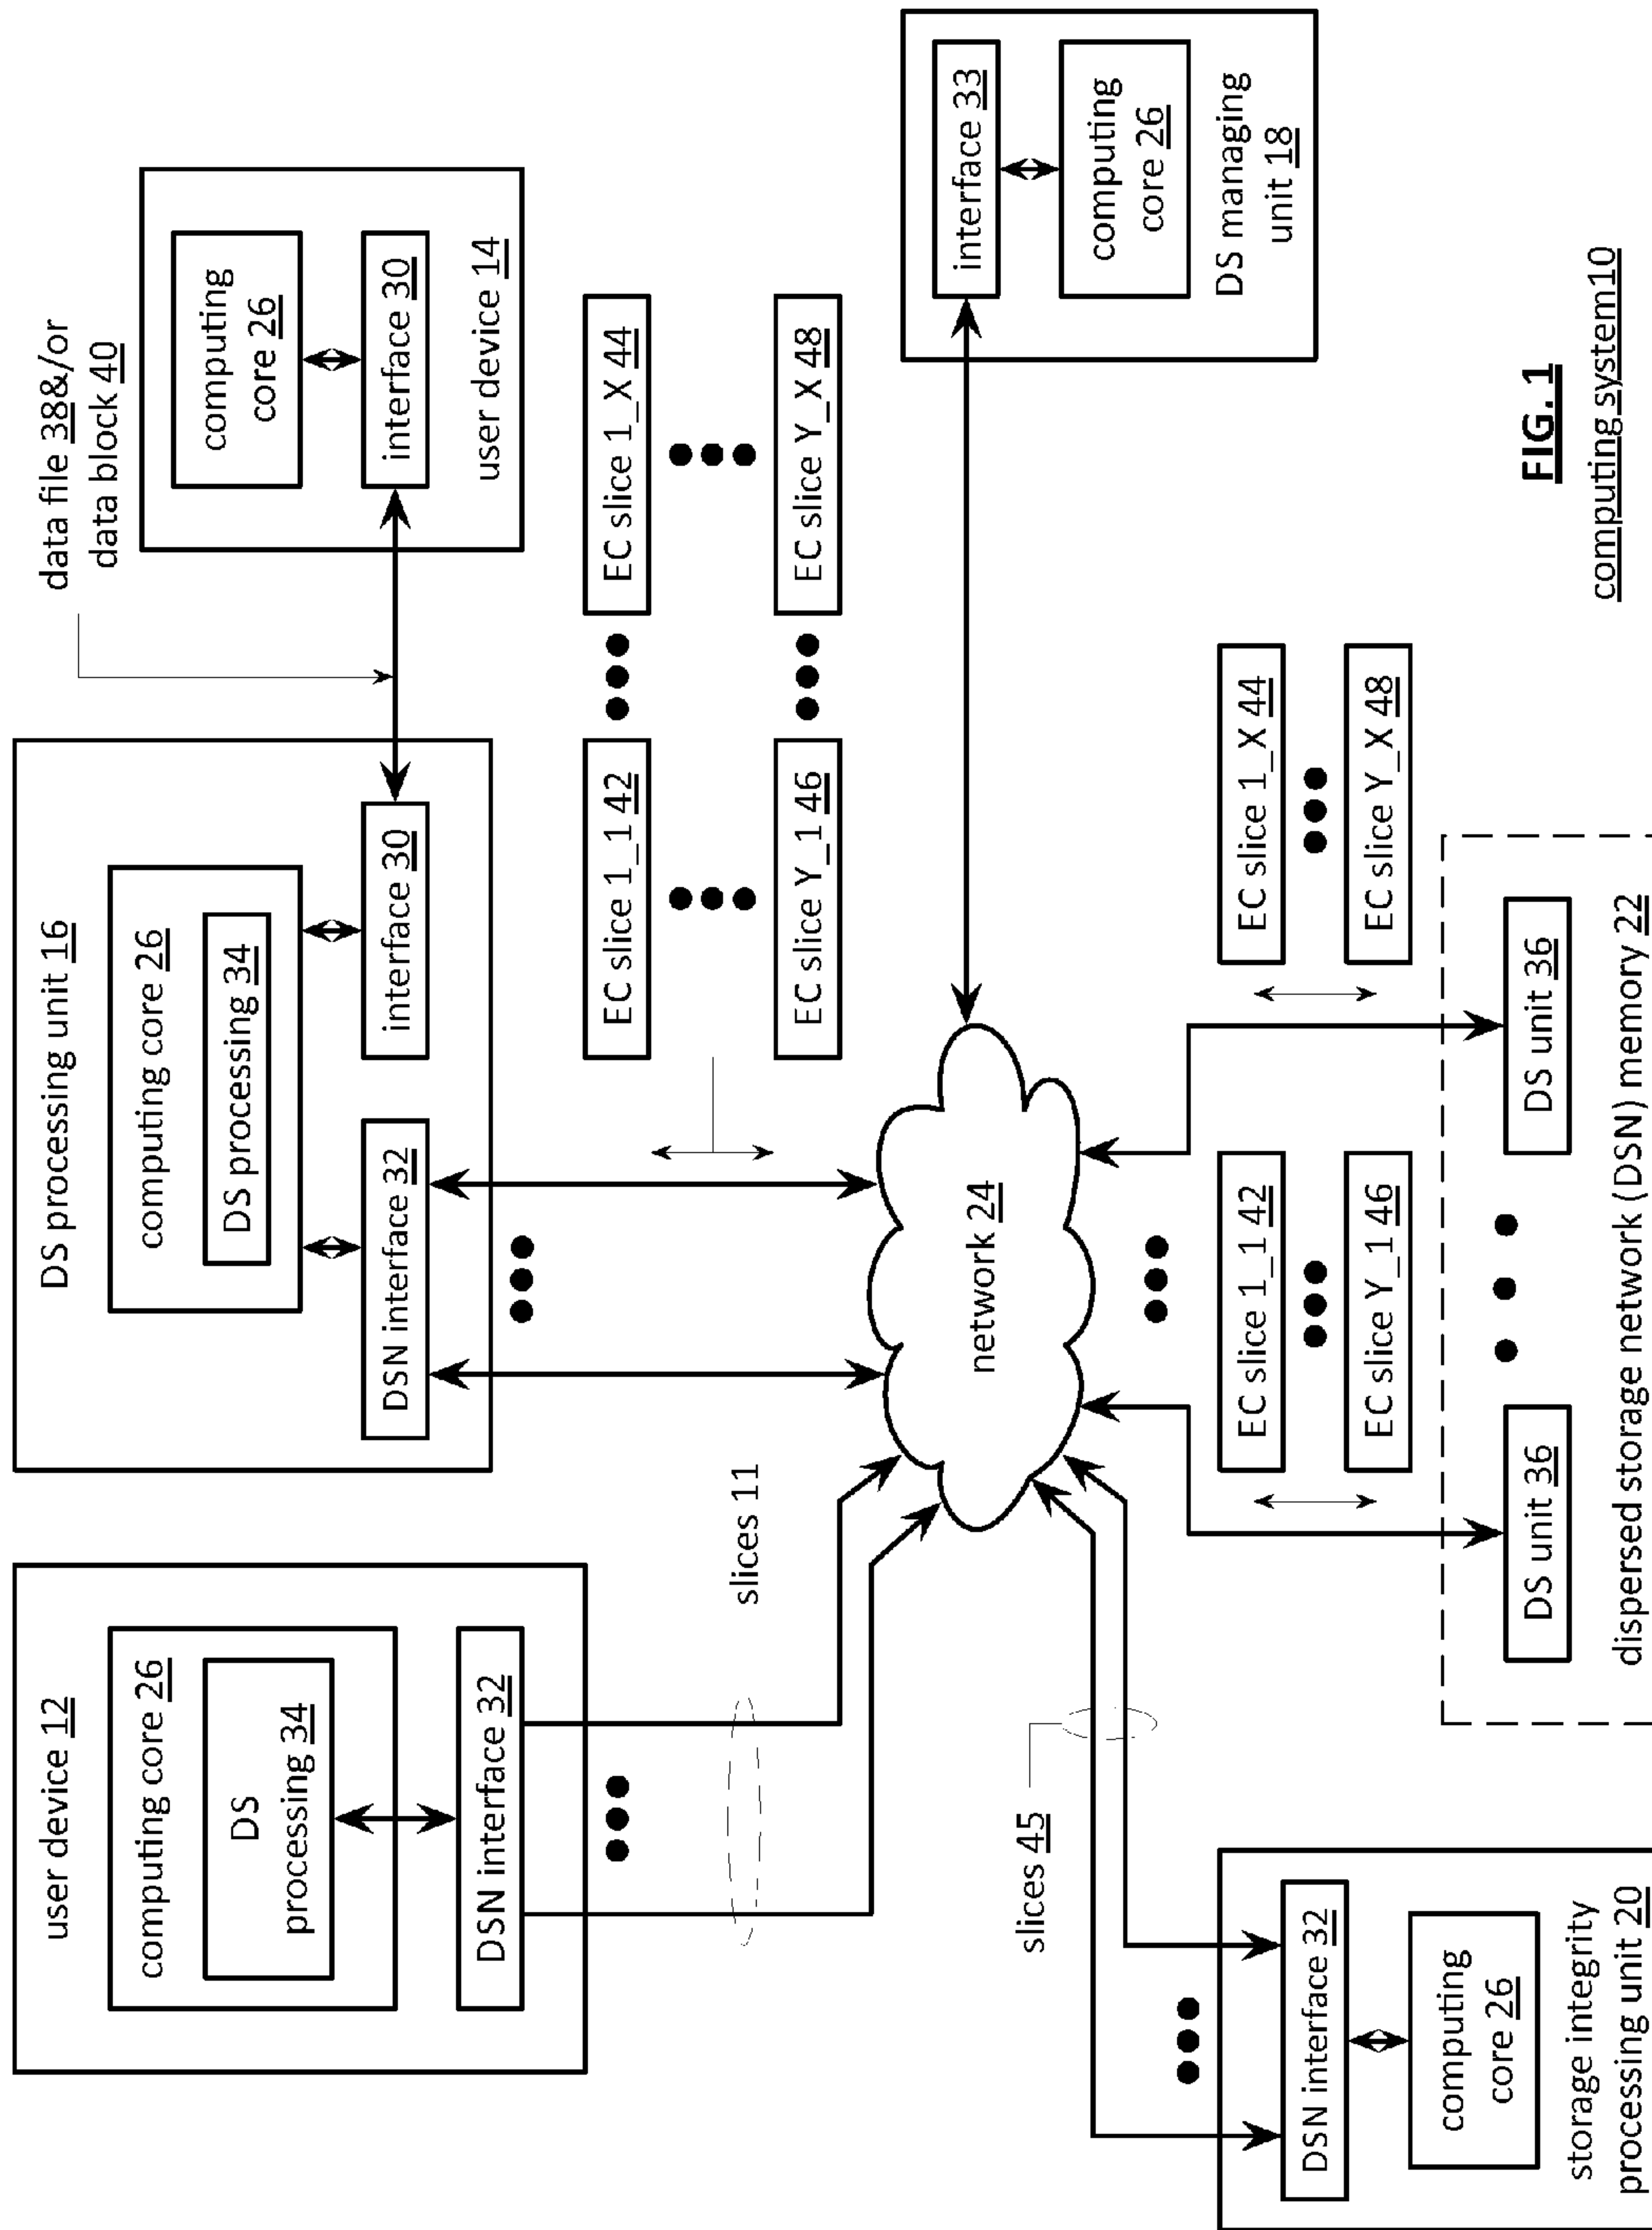 user device 12
computing core 26
DS
processing 34
DSN interface 32
slices 11
DS processing unit 16
computing core 26
DS processing 34
DSN interface 32
interface 30
data file 38&/or
data block 40
computing
core 26
interface 30
user device 14
EC slice 1_1 42
EC slice 1_X 44
EC slice Y_1 46
EC slice Y_X 48
network 24
slices 45
DSN interface 32
computing
core 26
storage integrity
processing unit 20
EC slice 1_1 42
EC slice Y_1 46
EC slice 1_X 44
EC slice Y_X 48
DS unit 36
DS unit 36
dispersed storage network (DSN) memory 22
interface 33
computing
core 26
DS managing
unit 18
FIG. 1
computing system10